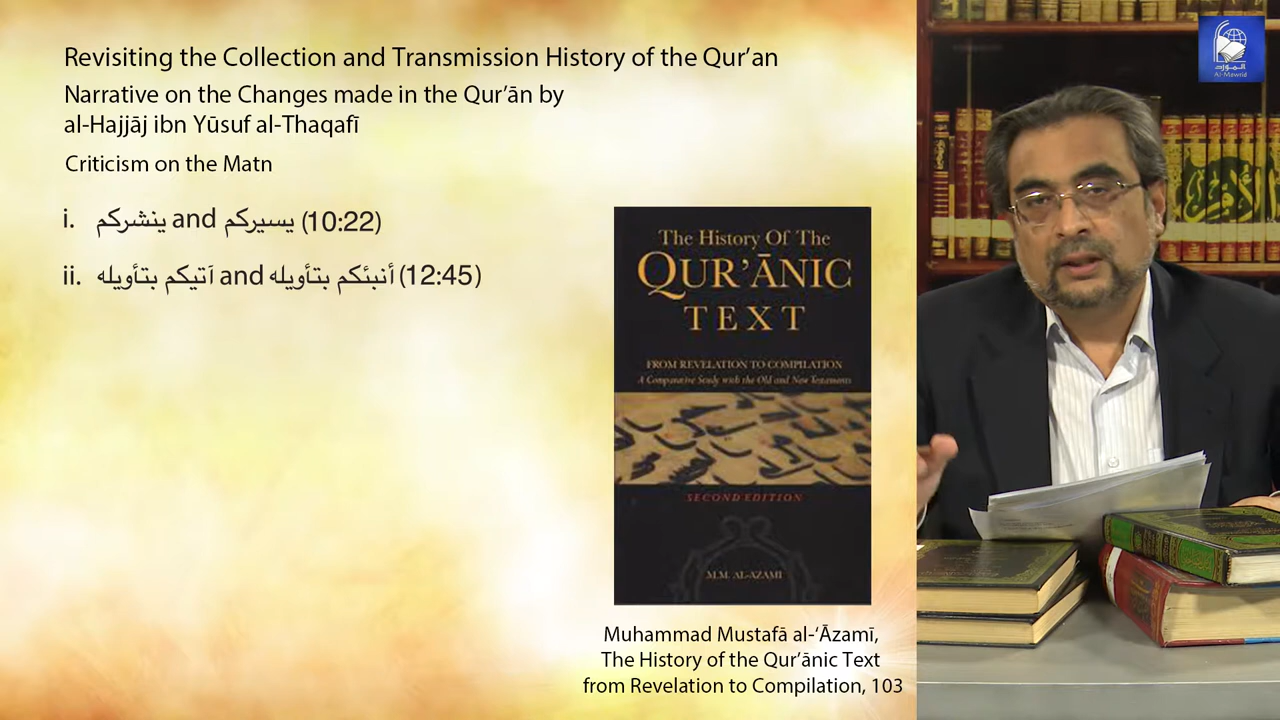 Revisiting the Collection and Transmission History of the Qur’an
Narrative on the Changes made in the Qur’ān by
al-Hajjāj ibn Yūsuf al-Thaqafī
Criticism on the Matn
i. ينشركم and يسيركم (10:22)
ii. آتيكم بتأويله and أنبئكم بتأويله (12:45)
The History Of The
QUR’ĀNIC
TEXT
FROM REVELATION TO COMPILATION
A Comparative Study with the Old and New Testaments
SECOND EDITION
M.M. AL-AZAMI
Muhammad Mustafā al-‘Āzamī,
The History of the Qur’ānic Text
from Revelation to Compilation, 103
المورد
Al-Mawrid